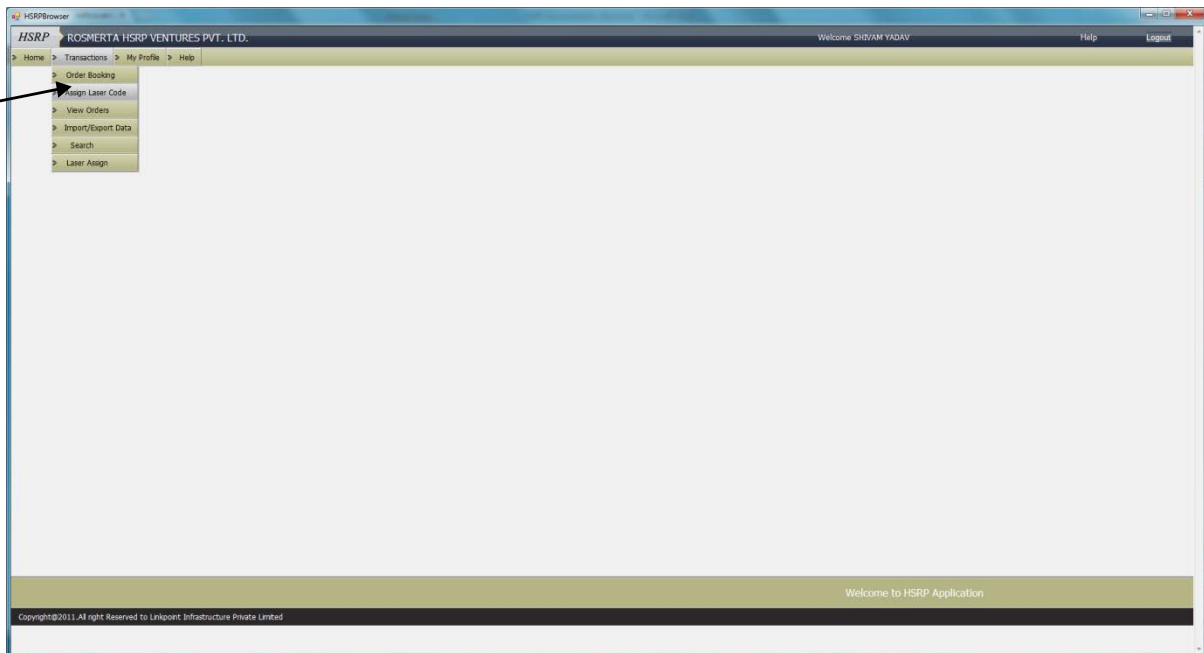 HSRPBrowser
HSRP ROSMERTA HSRP VENTURES PVT. LTD. Welcome SHIVAM YADAV Help Logout
Home Transactions My Profile Help
Order Booking
Assign Laser Code
View Orders
Import/Export Data
Search
Laser Assign
Welcome to HSRP Application
Copyright@2011.All right Reserved to Linkpoint Infrastructure Private Limited